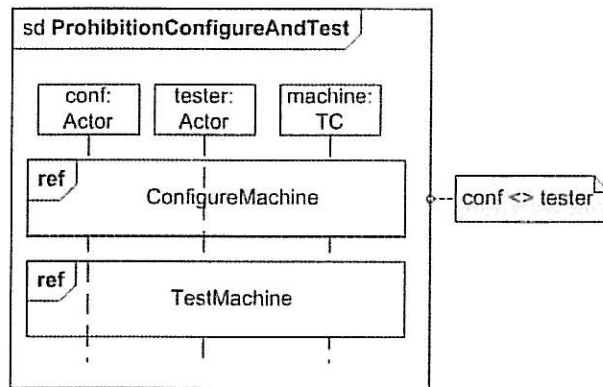 sd ProhibitionConfigureAndTest
conf:
Actor
tester:
Actor
machine:
TC
ref
ConfigureMachine
conf <> tester
ref
TestMachine